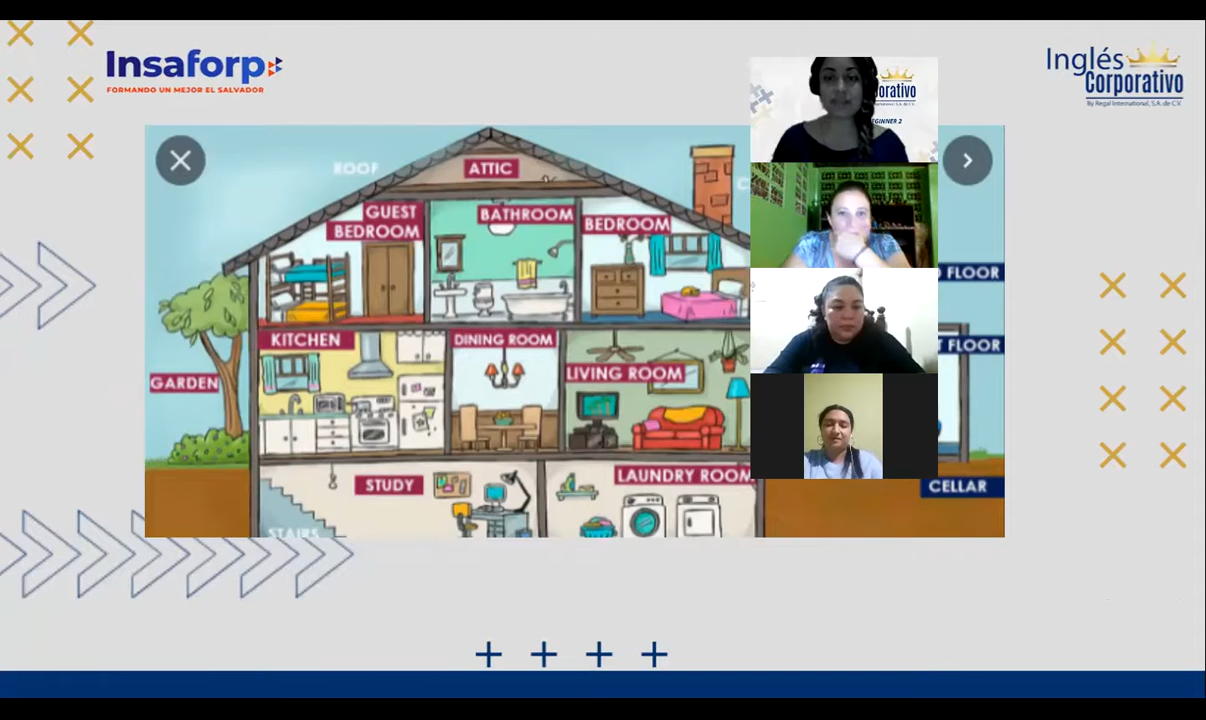 Insaforp
FORMANDO UN MEJOR EL SALVADOR
Inglés
Corporativo
By Regal International, S.A. de C.V.
orativo
EGINNER 2
ROOF
ATTIC
GUEST
BEDROOM
BATHROOM
BEDROOM
FLOOR
KITCHEN
DINING ROOM
LIVING ROOM
FLOOR
GARDEN
STUDY
LAUNDRY ROOM
CELLAR
STAIRS